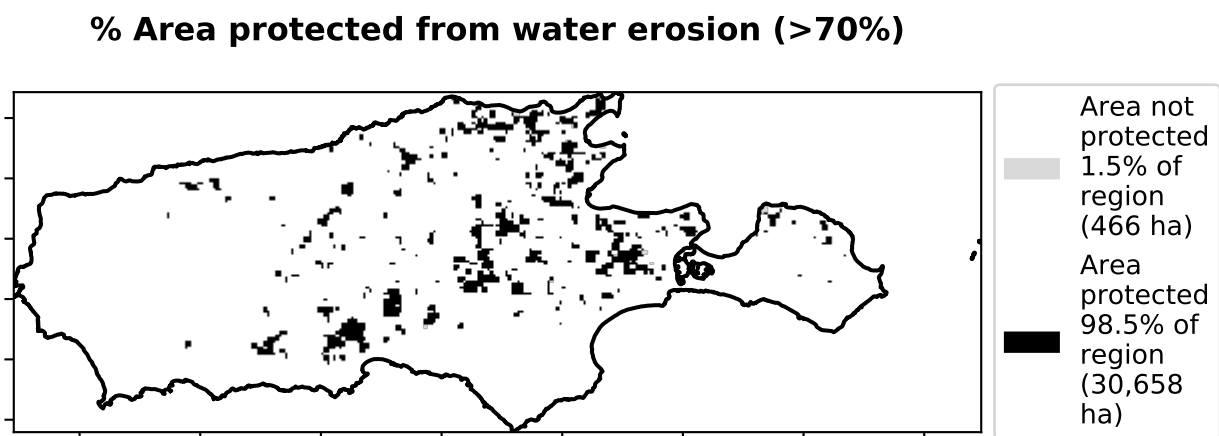 % Area protected from water erosion (>70%)
Area not
protected
1.5% of
region
(466 ha)
Area
protected
98.5% of
region
(30,658
ha)